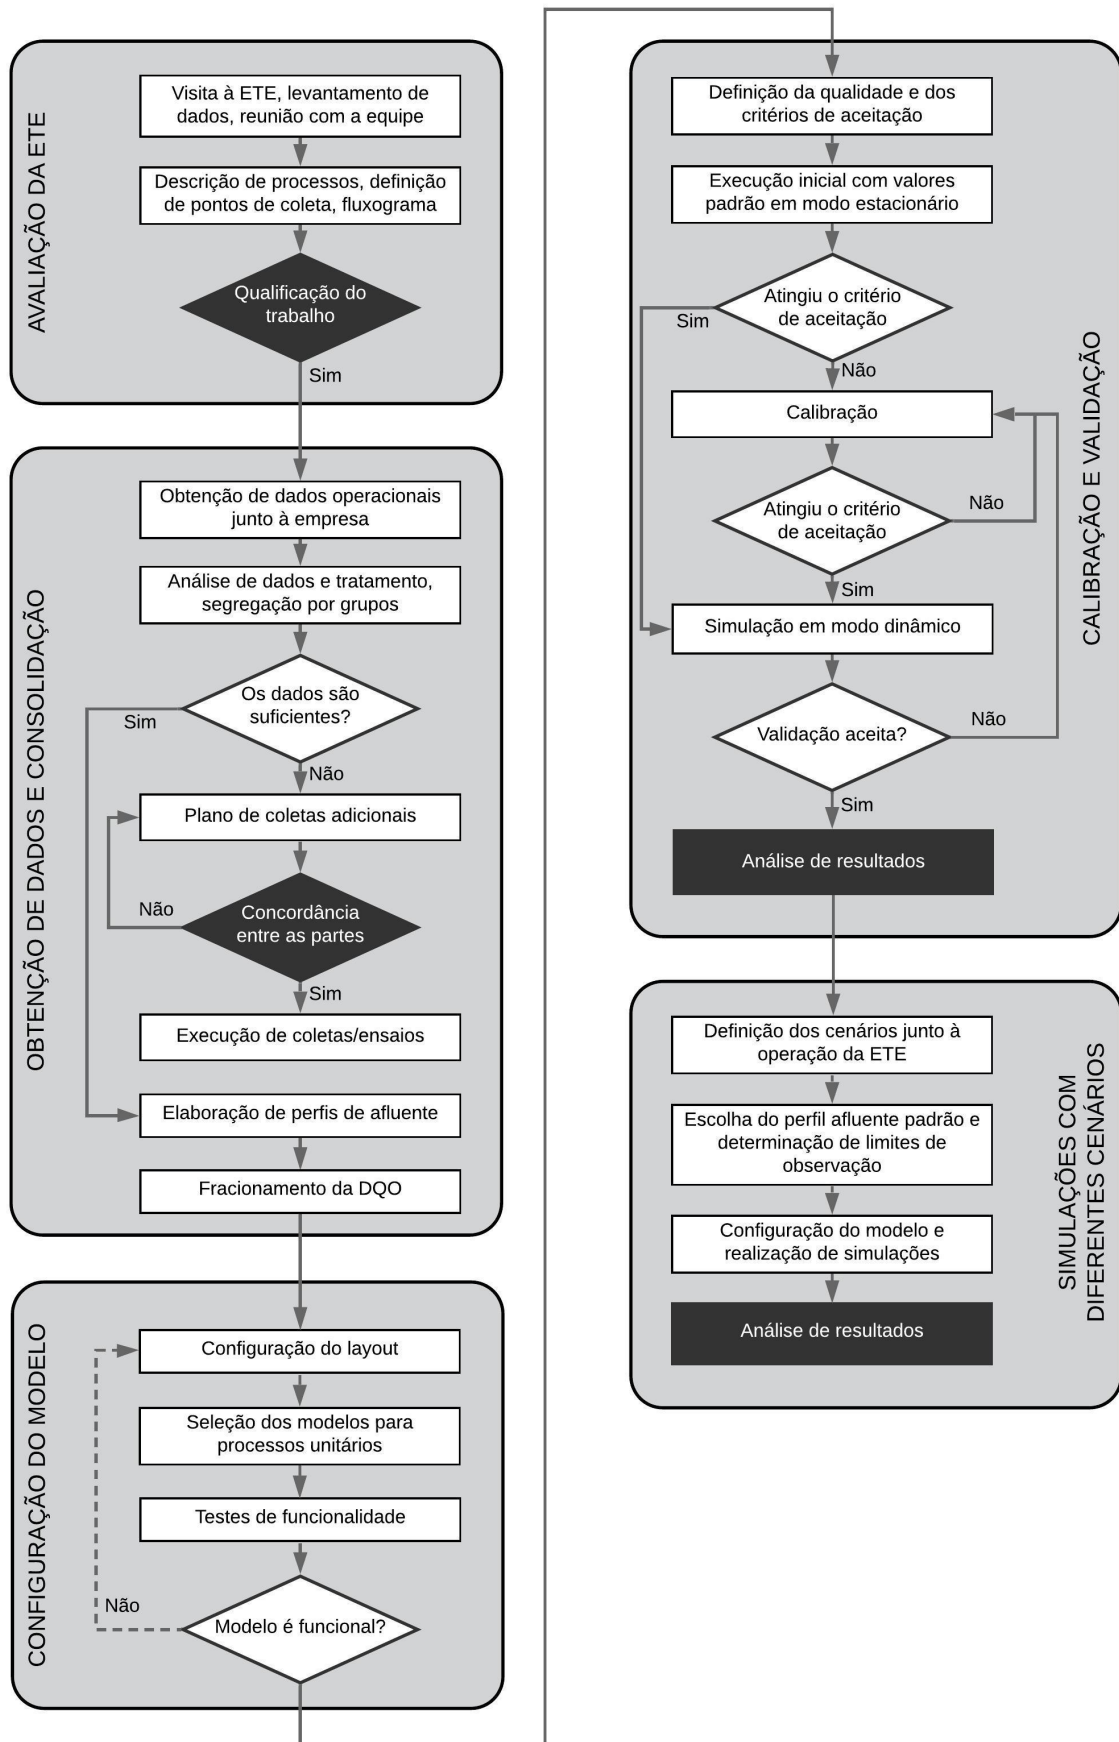 AVALIAÇÃO DA ETE
Visita à ETE, levantamento de
dados, reunião com a equipe
Descrição de processos, definição
de pontos de coleta, fluxograma
Qualificação do
trabalho
Sim
OBTENÇÃO DE DADOS E CONSOLIDAÇÃO
Obtenção de dados operacionais
junto à empresa
Análise de dados e tratamento,
segregação por grupos
Os dados são
suficientes?
Sim
Não
Plano de coletas adicionais
Concordância
entre as partes
Não
Sim
Execução de coletas/ensaios
Elaboração de perfis de afluente
Fracionamento da DQO
CONFIGURAÇÃO DO MODELO
Configuração do layout
Seleção dos modelos para
processos unitários
Testes de funcionalidade
Modelo é funcional?
Não
CALIBRAÇÃO E VALIDAÇÃO
Definição da qualidade e dos
critérios de aceitação
Execução inicial com valores
padrão em modo estacionário
Atingiu o critério
de aceitação
Sim
Não
Calibração
Atingiu o critério
de aceitação
Não
Sim
Simulação em modo dinâmico
Validação aceita?
Não
Sim
Análise de resultados
SIMULAÇÕES COM
DIFERENTES CENÁRIOS
Definição dos cenários junto à
operação da ETE
Escolha do perfil afluente padrão e
determinação de limites de
observação
Configuração do modelo e
realização de simulações
Análise de resultados